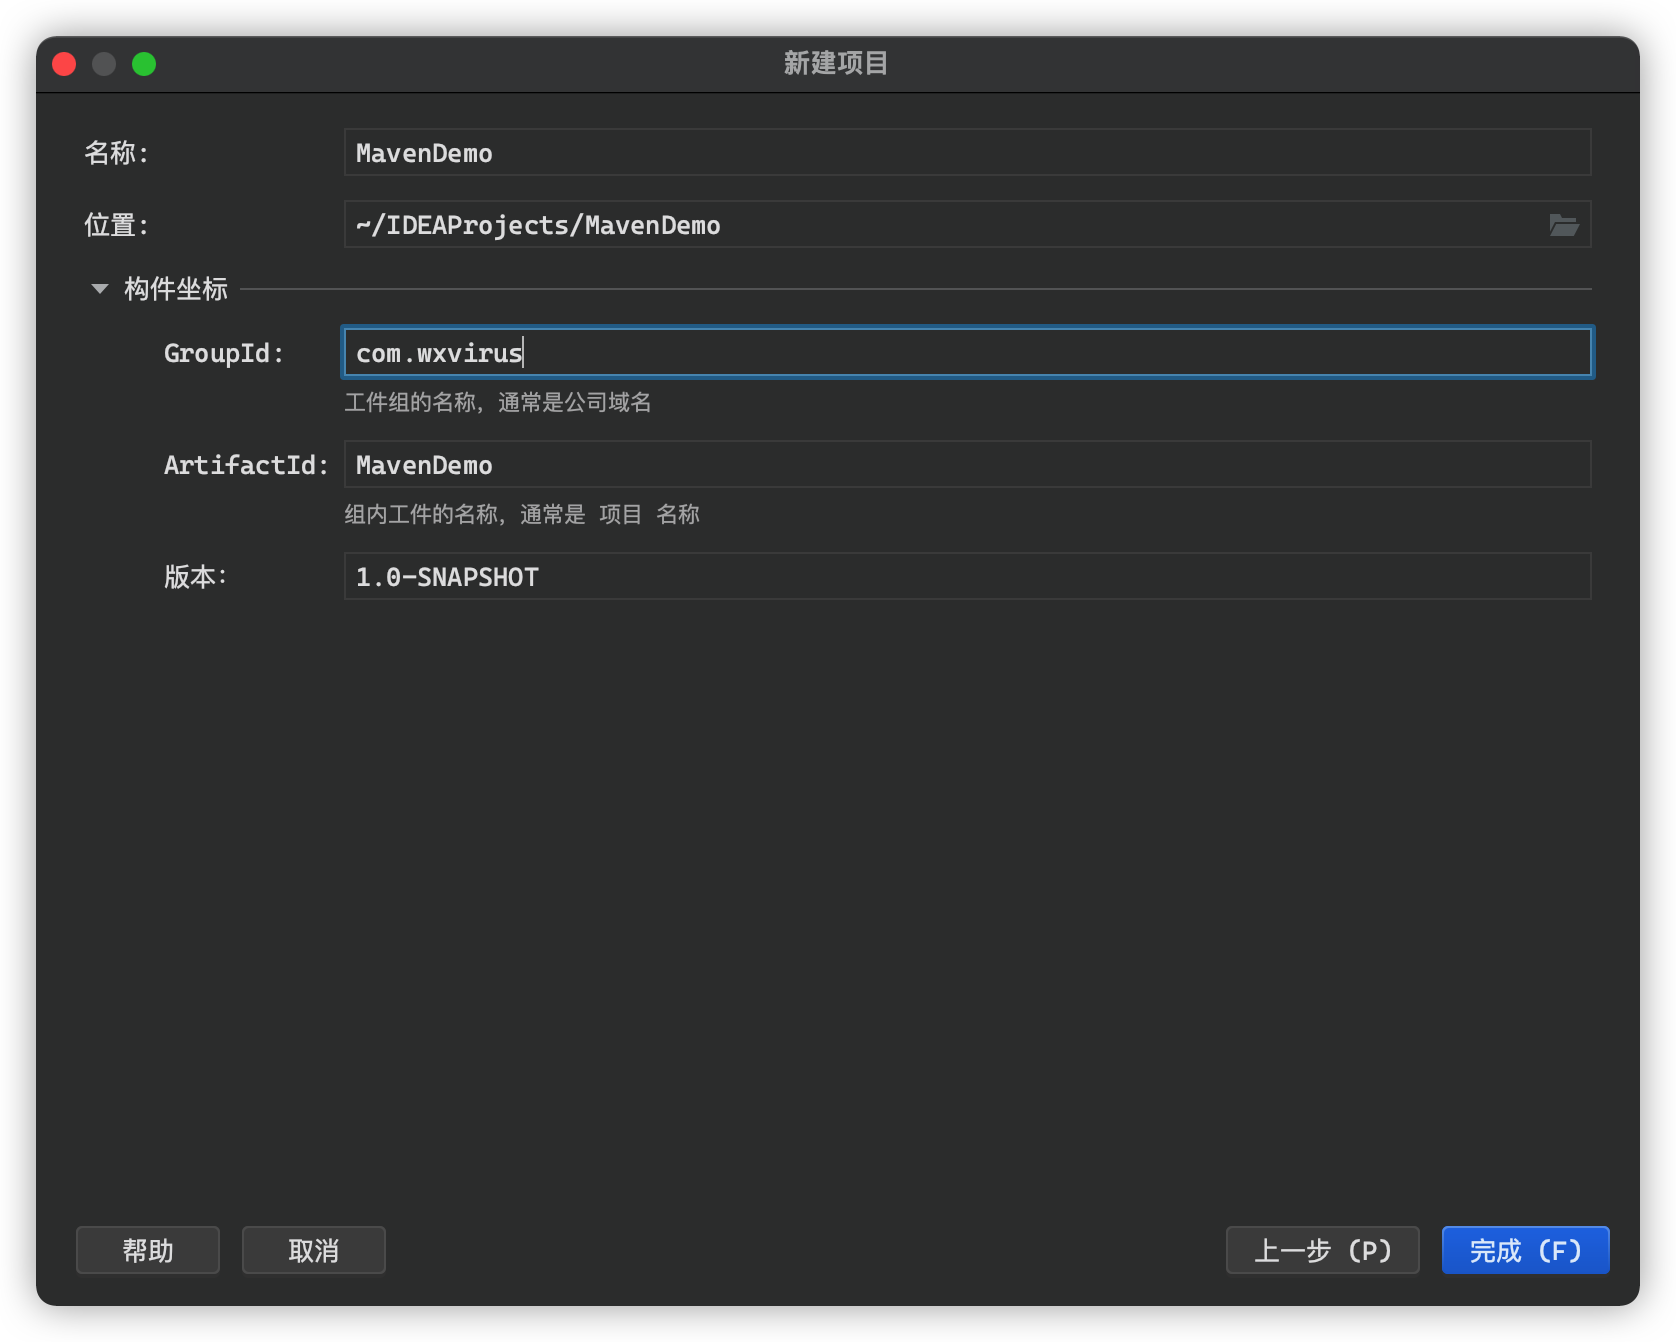 新建项目
名称: MavenDemo
位置: ~/IDEAProjects/MavenDemo
构件坐标
GroupId: com.wxvirus
工件组的名称，通常是公司域名
ArtifactId: MavenDemo
组内工件的名称，通常是 项目 名称
版本: 1.0-SNAPSHOT
帮助 取消 上一步 (P) 完成 (F)